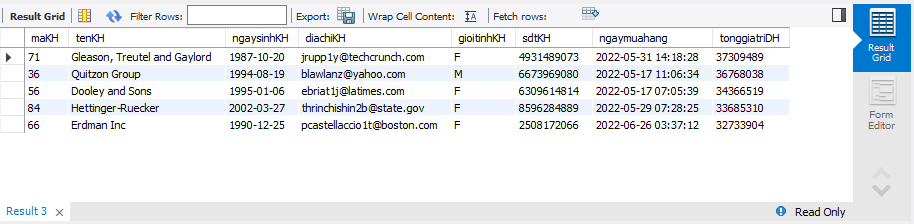 Result Grid Filter Rows: Export: Wrap Cell Content: Fetch rows:
maKH tenKH ngaysinhKH diachiKH gioitinhKH sdtKH ngaymuahang tonggiatriDH
71 Gleason, Treutel and Gaylord 1987-10-20 jrupp1y@techcrunch.com F 4931489073 2022-05-31 14:18:28 37309489
36 Quitzon Group 1994-08-19 blawlanz@yahoo.com M 6673969080 2022-05-17 11:06:34 36768038
56 Dooley and Sons 1995-01-06 ebriat1j@latimes.com F 6309614814 2022-05-17 07:05:39 34366519
84 Hettinger-Ruecker 2002-03-27 thrinchishin2b@state.gov F 8596284889 2022-05-29 07:28:25 33685310
66 Erdman Inc 1990-12-25 pcastellaccio1t@boston.com F 2508172066 2022-06-26 03:37:12 32733904
Result
Grid
Form
Editor
Result 3
Read Only